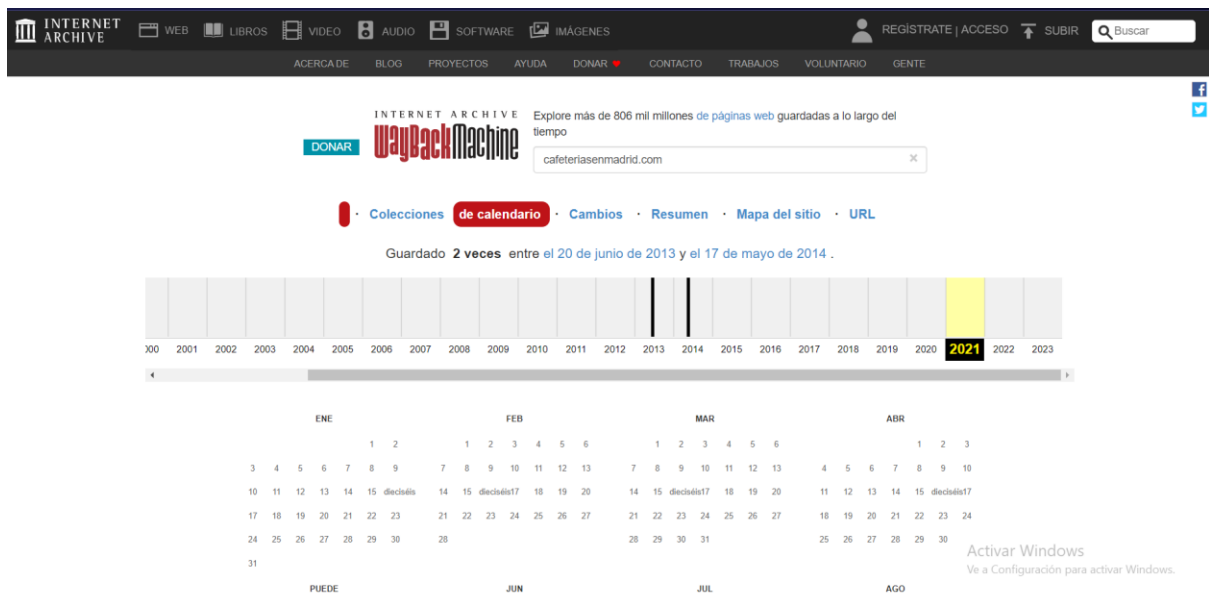 INTERNET ARCHIVE WEB LIBROS VIDEO AUDIO SOFTWARE IMÁGENES REGÍSTRATE | ACCESO SUBIR Buscar
ACERCA DE BLOG PROYECTOS AYUDA DONAR CONTACTO TRABAJOS VOLUNTARIO GENTE
DONAR
INTERNET ARCHIVE
WayBackMachine
Explore más de 806 mil millones de páginas web guardadas a lo largo del
tiempo
cafeteriasenmadrid.com ×
· Colecciones de calendario · Cambios · Resumen · Mapa del sitio · URL
Guardado 2 veces entre el 20 de junio de 2013 y el 17 de mayo de 2014 .
)00 2001 2002 2003 2004 2005 2006 2007 2008 2009 2010 2011 2012 2013 2014 2015 2016 2017 2018 2019 2020 2021 2022 2023
ENE FEB MAR ABR
1 2 1 2 3 4 5 6 1 2 3 4 5 6 1 2 3
3 4 5 6 7 8 9 7 8 9 10 11 12 13 7 8 9 10 11 12 13 4 5 6 7 8 9 10
10 11 12 13 14 15 dieciséis 14 15 dieciséis17 18 19 20 14 15 dieciséis17 18 19 20 11 12 13 14 15 dieciséis17
17 18 19 20 21 22 23 21 22 23 24 25 26 27 21 22 23 24 25 26 27 18 19 20 21 22 23 24
24 25 26 27 28 29 30 28 28 29 30 31 25 26 27 28 29 30
31
PUEDE JUN JUL AGO
Activar Windows
Ve a Configuración para activar Windows.